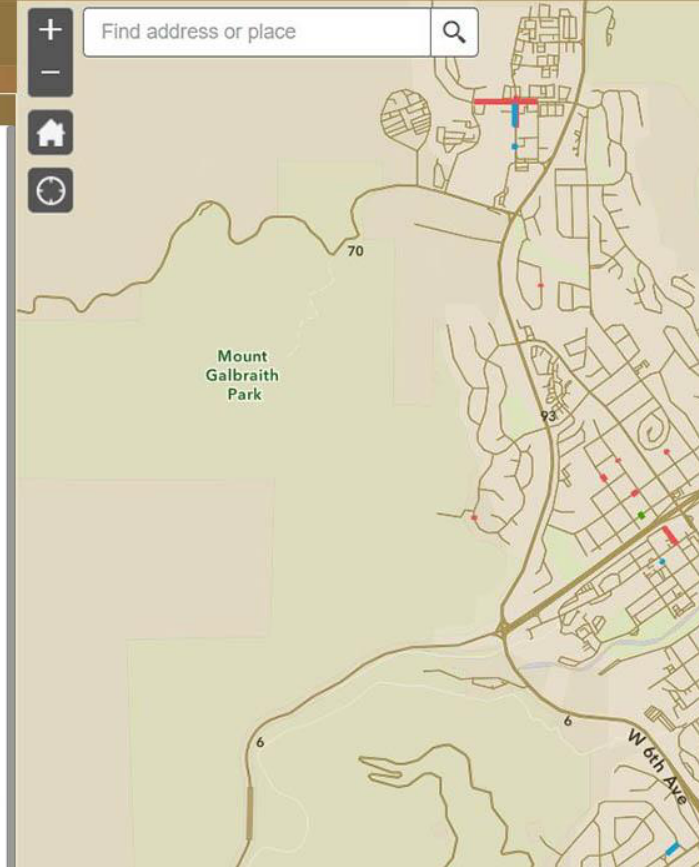 +
Find address or place
−
70
Mount
Galbraith
Park
93
6
6
W 6th Ave